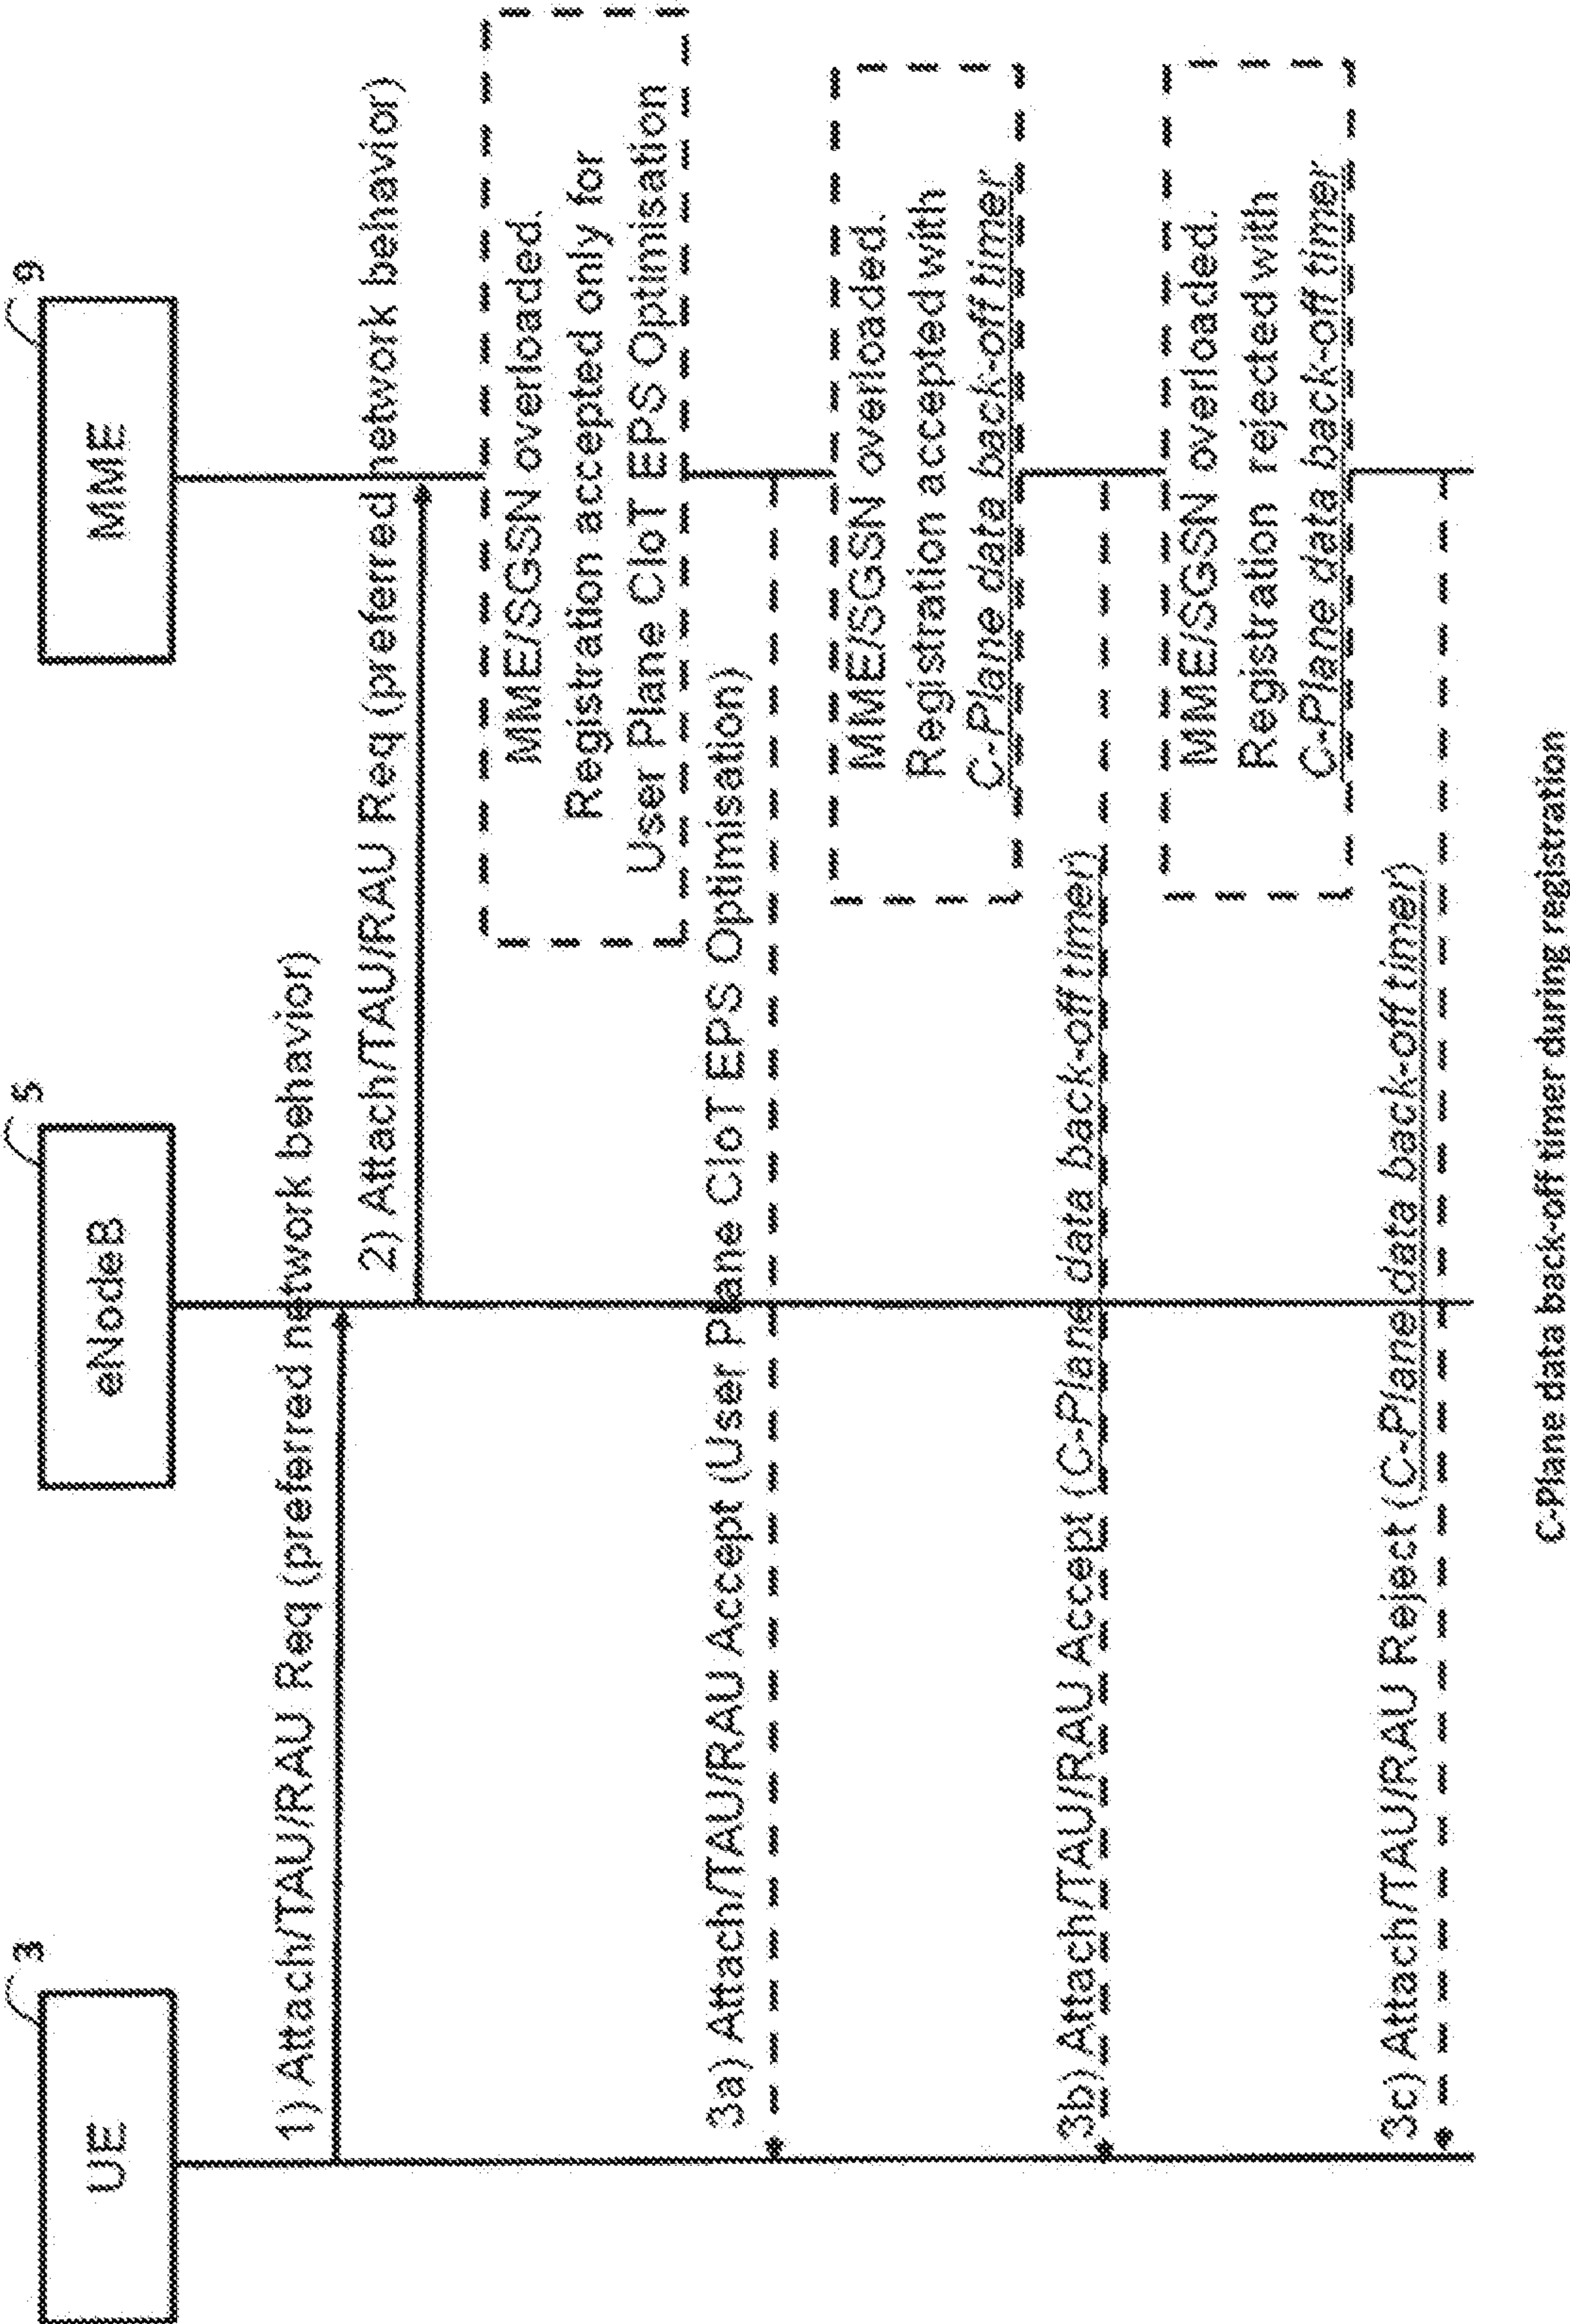 3
5
9
UE
eNodeB
MME
1) Attach/TAU/RAU Req (preferred network behavior)
2) Attach/TAU/RAU Req (preferred network behavior)
MME/SGSN overloaded.
Registration accepted only for
User Plane CIoT EPS Optimisation
3a) Attach/TAU/RAU Accept (User Plane CIoT EPS Optimisation)
MME/SGSN overloaded.
Registration accepted with
C-Plane data back-off timer
3b) Attach/TAU/RAU Accept (C-Plane data back-off timer)
MME/SGSN overloaded.
Registration rejected with
C-Plane data back-off timer
3c) Attach/TAU/RAU Reject (C-Plane data back-off timer)
C-Plane data back-off timer during registration